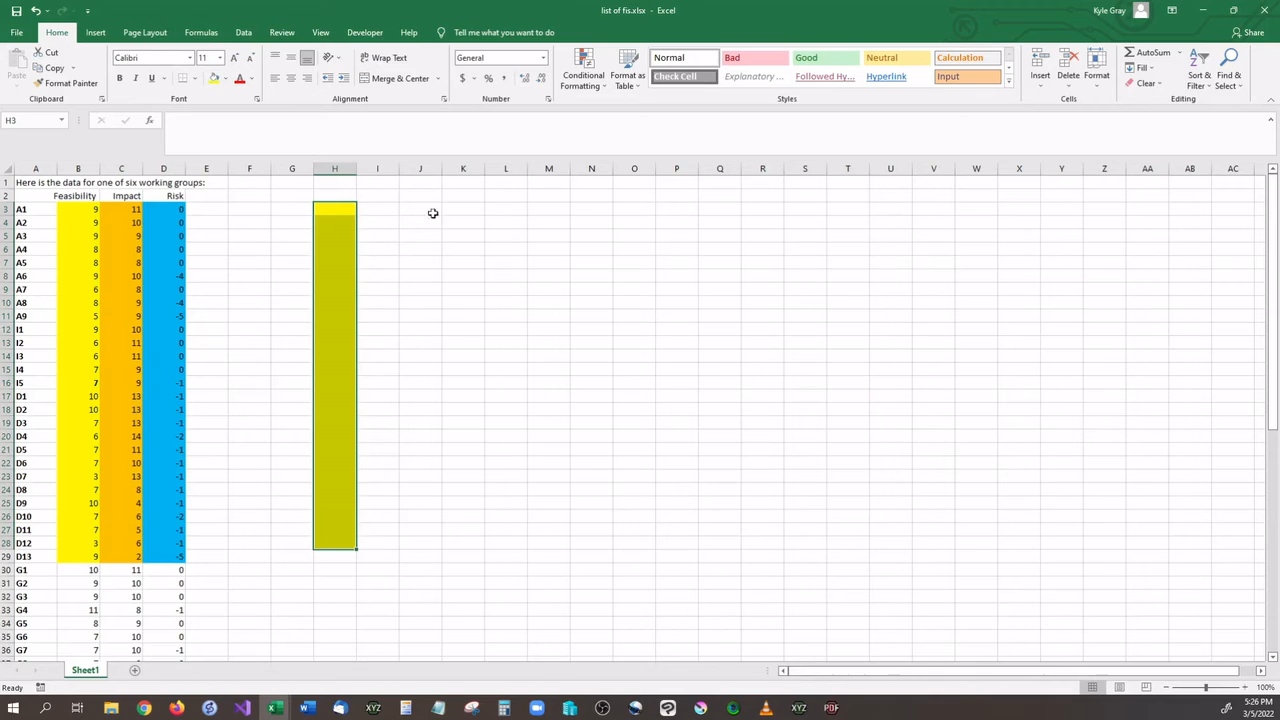 list of fis.xlsx - Excel
Kyle Gray
File Home Insert Page Layout Formulas Data Review View Developer Help Tell me what you want to do Share
Cut
Copy
Format Painter
Paste
Clipboard
Calibri 11
B I U
Font
Wrap Text
Merge & Center
Alignment
General
$ % ,
Number
Conditional Formatting
Format as Table
Normal Bad Good Neutral Calculation
Check Cell Explanatory ... Followed Hy... Hyperlink Input
Styles
Insert Delete Format
Cells
AutoSum
Fill
Clear
Sort & Filter
Find & Select
Editing
H3
fx
A B C D E F G H I J K L M N O P Q R S T U V W X Y Z AA AB AC
1 Here is the data for one of six working groups:
2 Feasibility Impact Risk
3 A1 9 11 0
4 A2 9 10 0
5 A3 9 9 0
6 A4 8 8 0
7 A5 8 8 0
8 A6 9 10 -4
9 A7 6 8 0
10 A8 8 9 -4
11 A9 5 9 -5
12 I1 9 10 0
13 I2 6 11 0
14 I3 6 11 0
15 I4 7 9 0
16 I5 7 9 -1
17 D1 10 13 -1
18 D2 10 13 -1
19 D3 7 13 -1
20 D4 6 14 -2
21 D5 7 11 -1
22 D6 7 10 -1
23 D7 3 13 -1
24 D8 7 8 -1
25 D9 10 4 -1
26 D10 7 6 -2
27 D11 7 5 -1
28 D12 3 6 -1
29 D13 9 2 -5
30 G1 10 11 0
31 G2 9 10 0
32 G3 9 10 0
33 G4 11 8 -1
34 G5 8 9 0
35 G6 7 10 0
36 G7 7 10 -1
Sheet1
Ready
100%
5:26 PM
3/5/2022